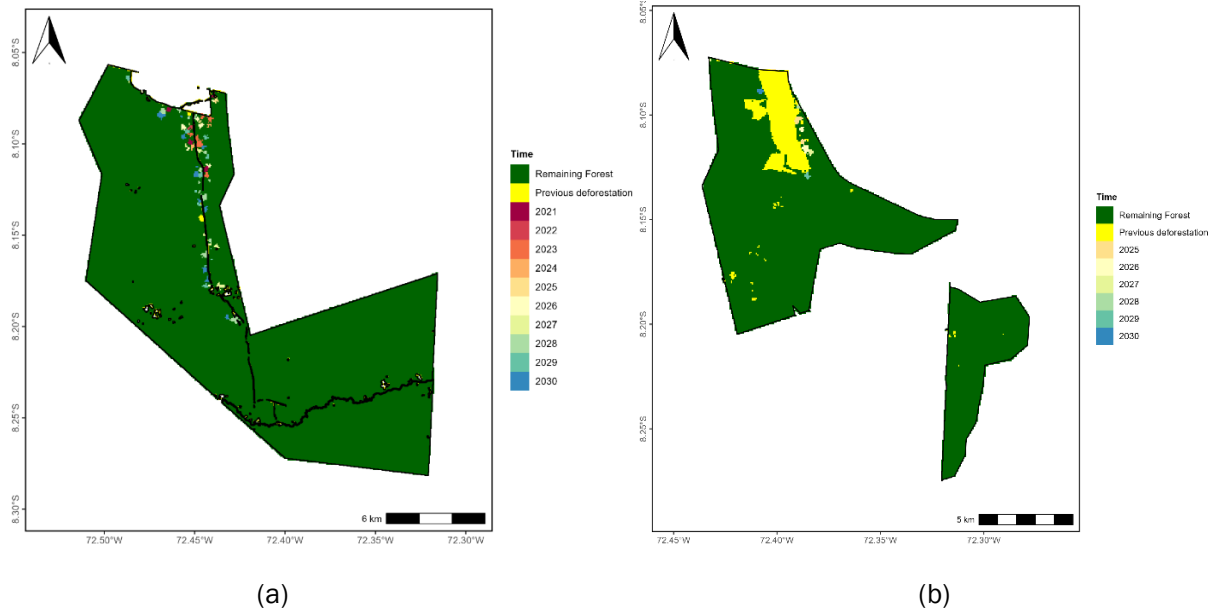 8.05°S
8.10°S
8.15°S
8.20°S
8.25°S
8.30°S
72.50°W
72.45°W
72.40°W
72.35°W
72.30°W
6 km
Time
Remaining Forest
Previous deforestation
2021
2022
2023
2024
2025
2026
2027
2028
2029
2030
(a)
8.05°S
8.10°S
8.15°S
8.20°S
8.25°S
72.45°W
72.40°W
72.35°W
72.30°W
5 km
Time
Remaining Forest
Previous deforestation
2025
2026
2027
2028
2029
2030
(b)